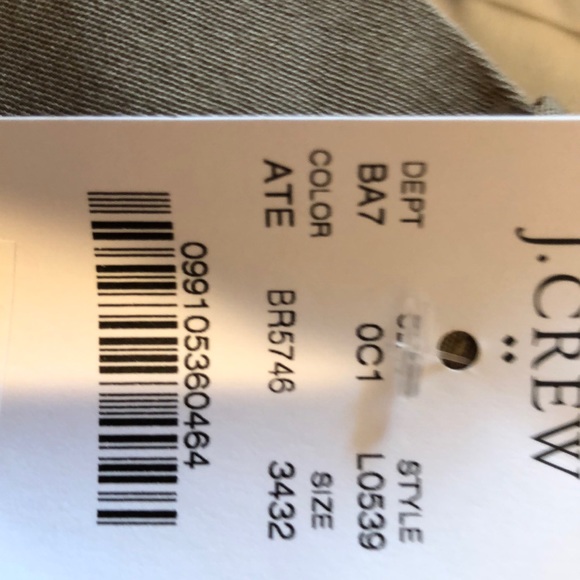 J.CREW
DEPT STYLE
BA7 0C1 L0539
COLOR SIZE
ATE BR5746 3432
099105360464